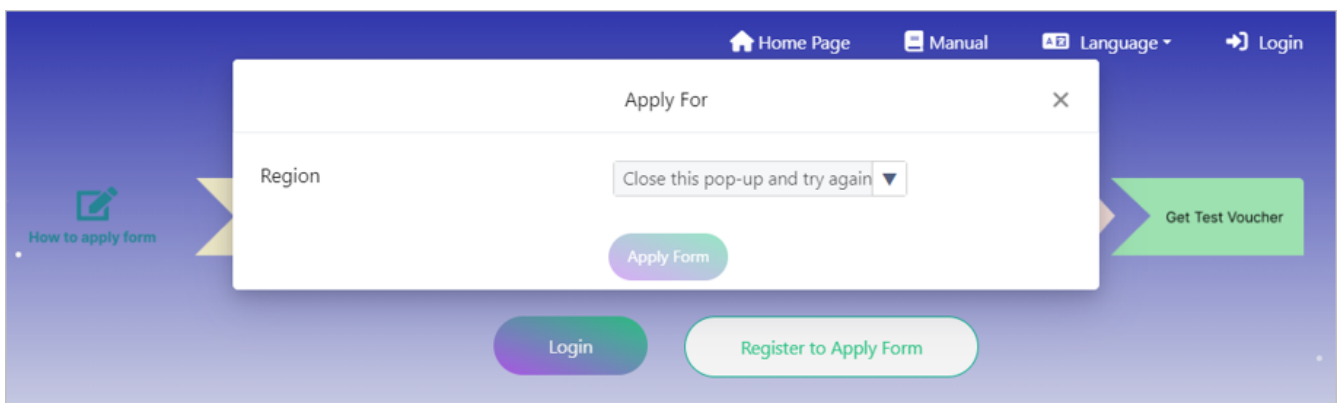 Home Page Manual Language Login
Apply For
Region Close this pop-up and try again
How to apply form
Get Test Voucher
Apply Form
Login Register to Apply Form